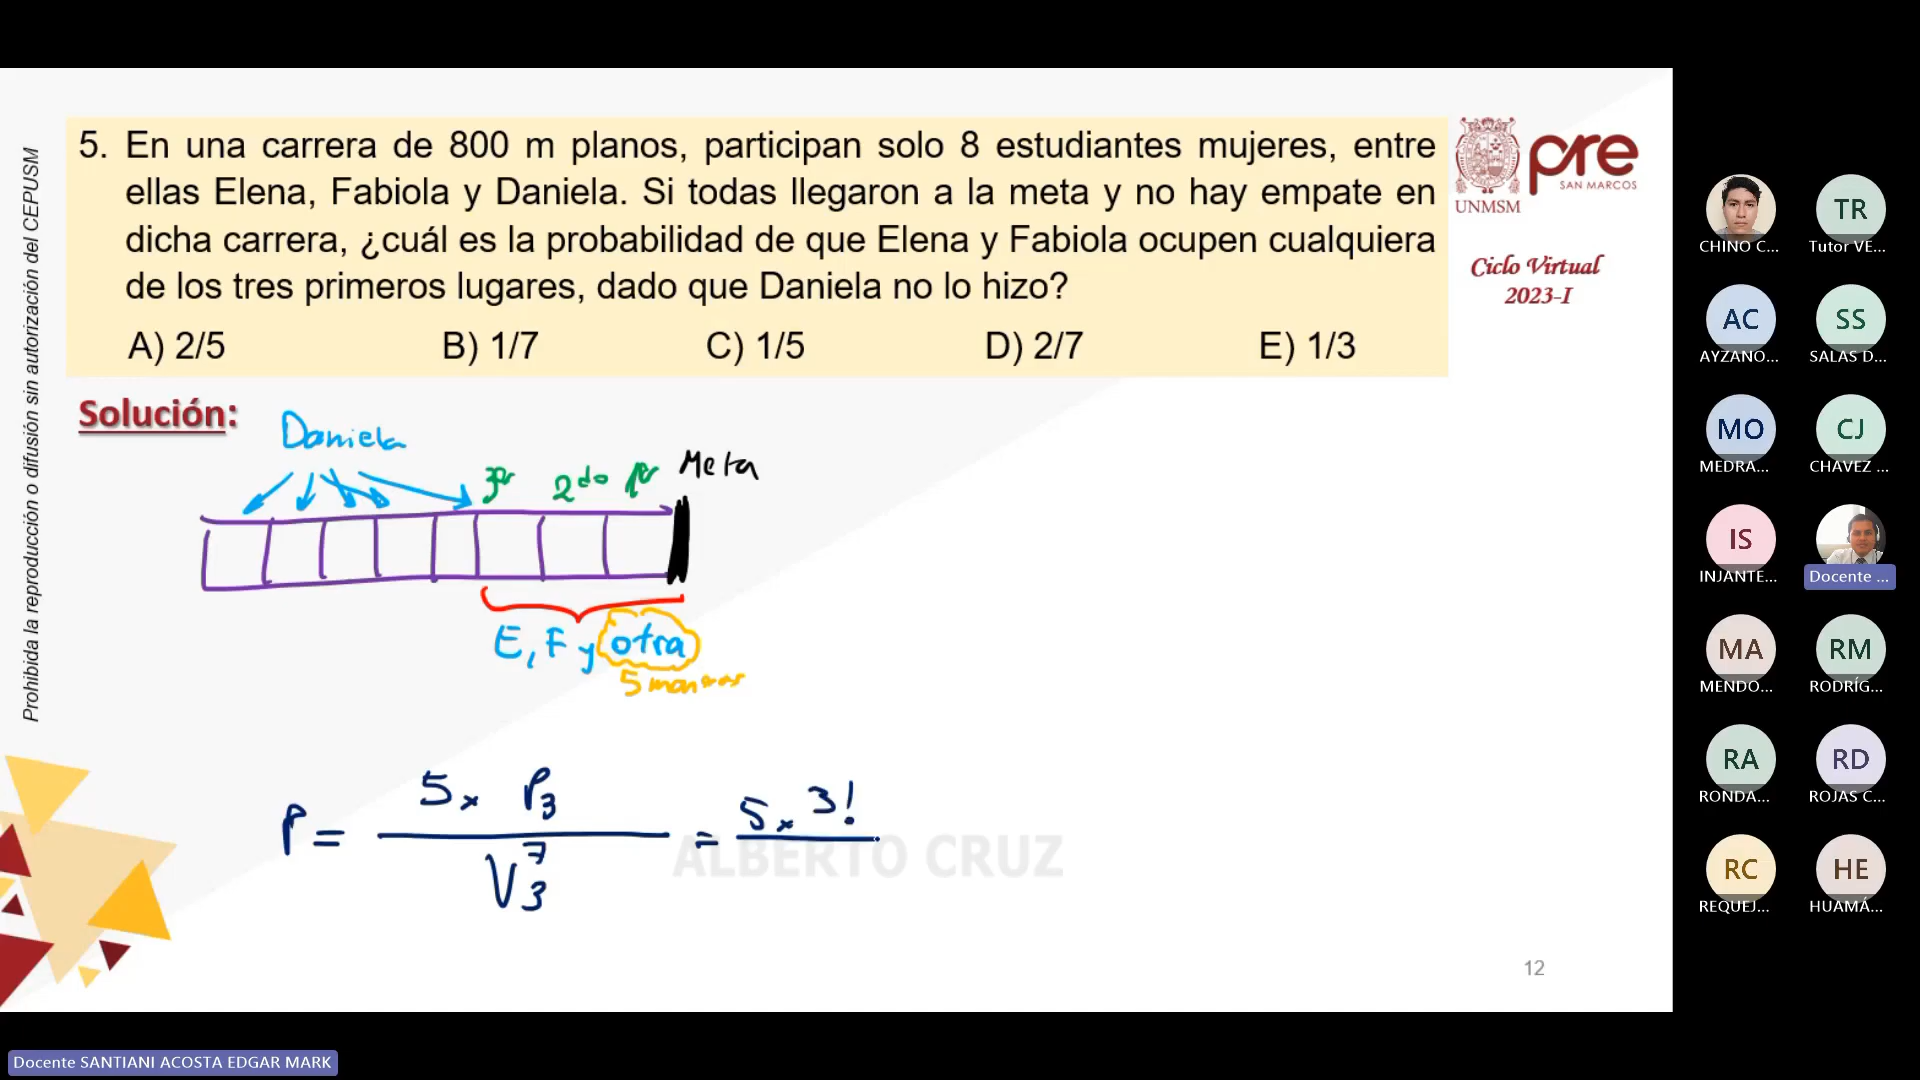 5. En una carrera de 800 m planos, participan solo 8 estudiantes mujeres, entre
ellas Elena, Fabiola y Daniela. Si todas llegaron a la meta y no hay empate en
dicha carrera, ¿cuál es la probabilidad de que Elena y Fabiola ocupen cualquiera
de los tres primeros lugares, dado que Daniela no lo hizo?
A) 2/5 B) 1/7 C) 1/5 D) 2/7 E) 1/3
UNMSM
pre
SAN MARCOS
Ciclo Virtual
2023-I
Prohibida la reproducción o difusión sin autorización del CEPUSM
Solución:
Daniela
3er 2do 1er Meta
E, F y otra
5 maneras
P = 5 x P3 / V 7 3 = 5 x 3!
ALBERTO CRUZ
12
CHINO C...
Tutor VE...
TR
AC
AYZANO...
SS
SALAS D...
MO
MEDRA...
CJ
CHAVEZ ...
IS
INJANTE...
Docente ...
MA
MENDO...
RM
RODRÍG...
RA
RONDA...
RD
ROJAS C...
RC
REQUEJ...
HE
HUAMÁ...
Docente SANTIANI ACOSTA EDGAR MARK